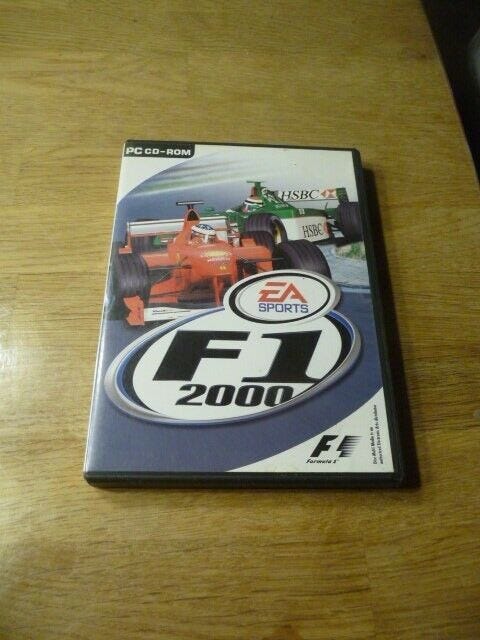 PC CD-ROM
HSBC
HSBC
EA
SPORTS
F1
2000
F1
Formula 1